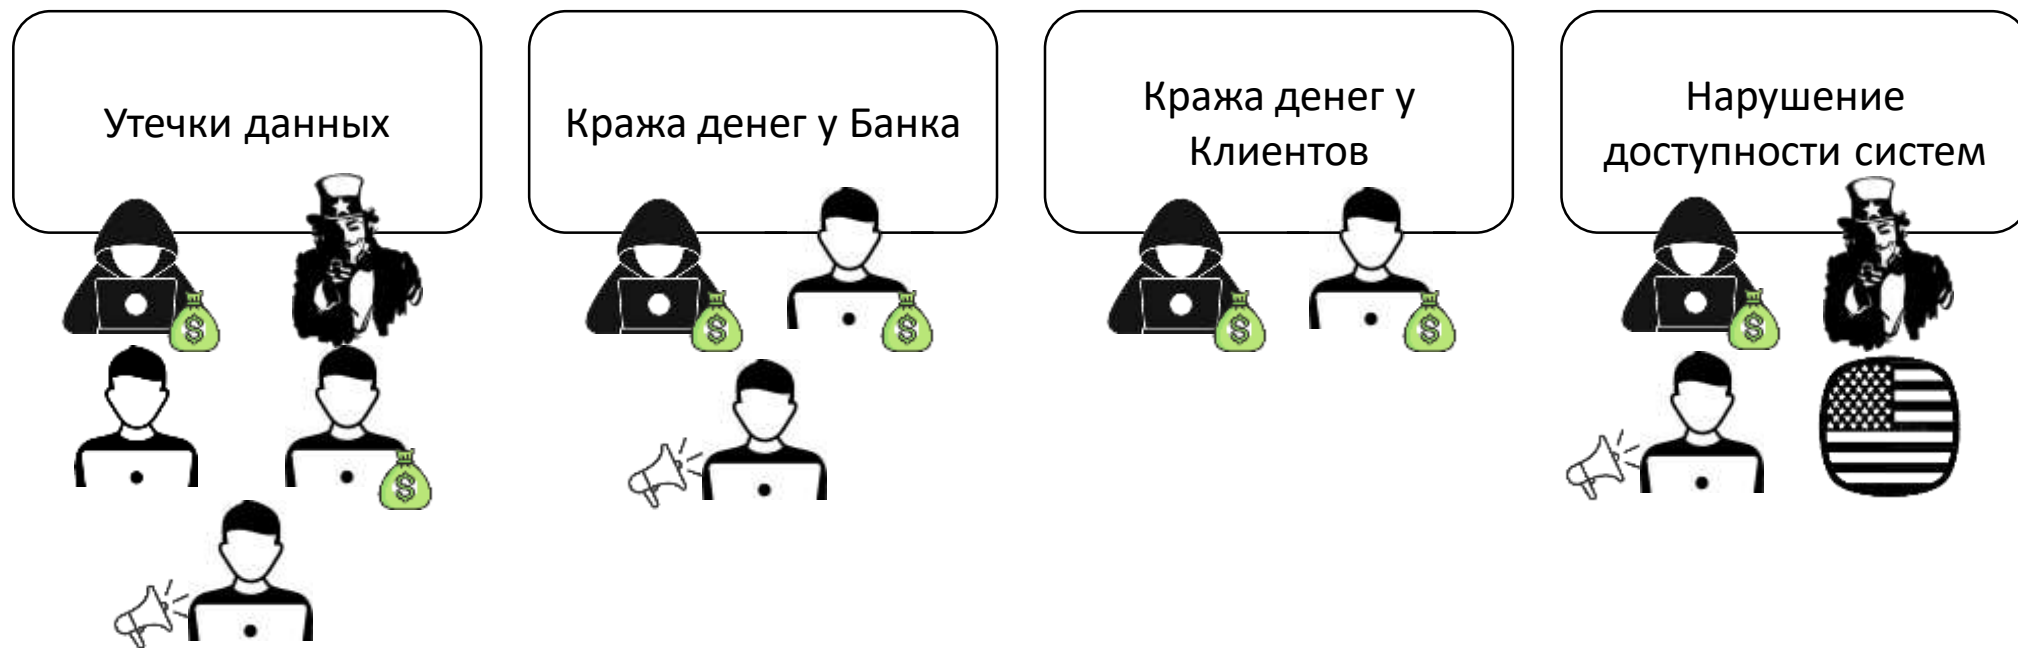 Утечки данных
Кража денег у Банка
Кража денег у
Клиентов
Нарушение
доступности систем